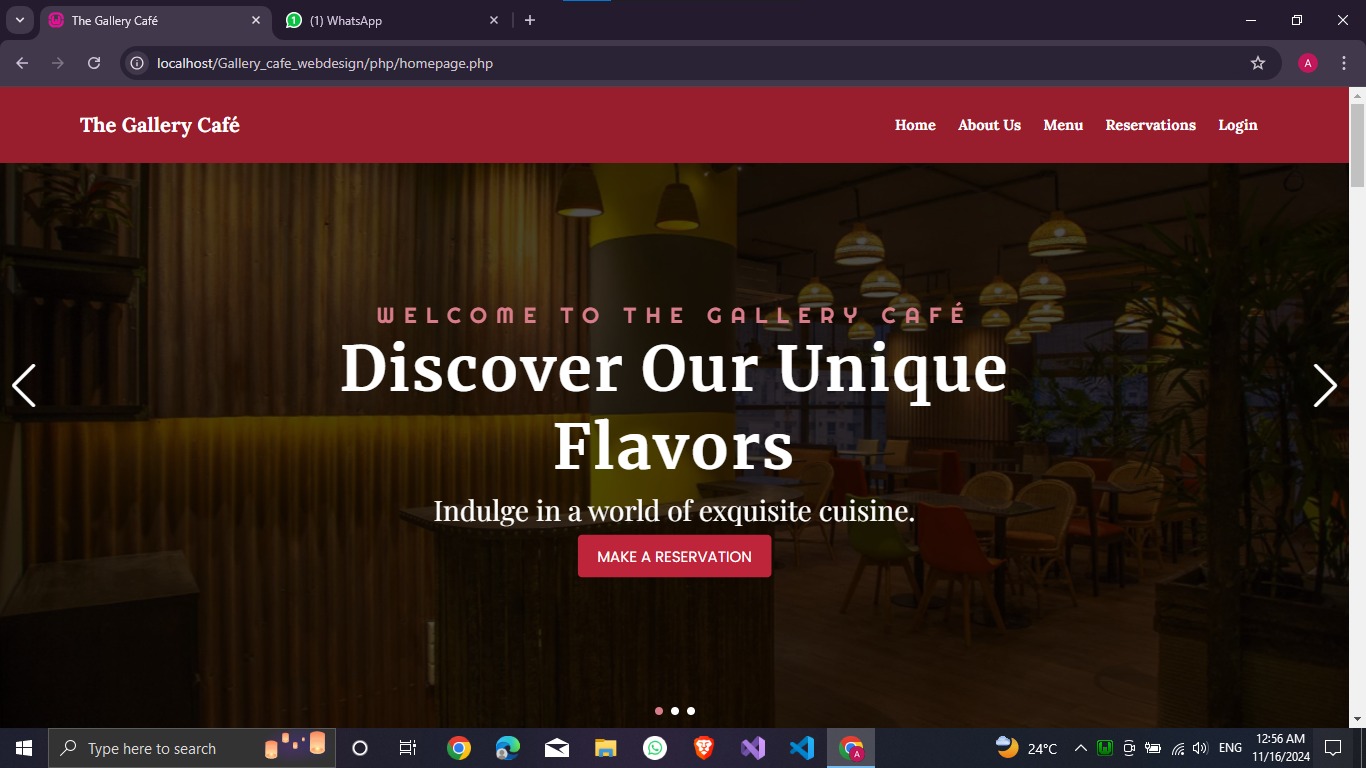 The Gallery Café
(1) WhatsApp
localhost/Gallery_cafe_webdesign/php/homepage.php
A
The Gallery Café
Home About Us Menu Reservations Login
WELCOME TO THE GALLERY CAFÉ
Discover Our Unique
Flavors
Indulge in a world of exquisite cuisine.
MAKE A RESERVATION
Type here to search
A
24°C
ENG
12:56 AM
11/16/2024